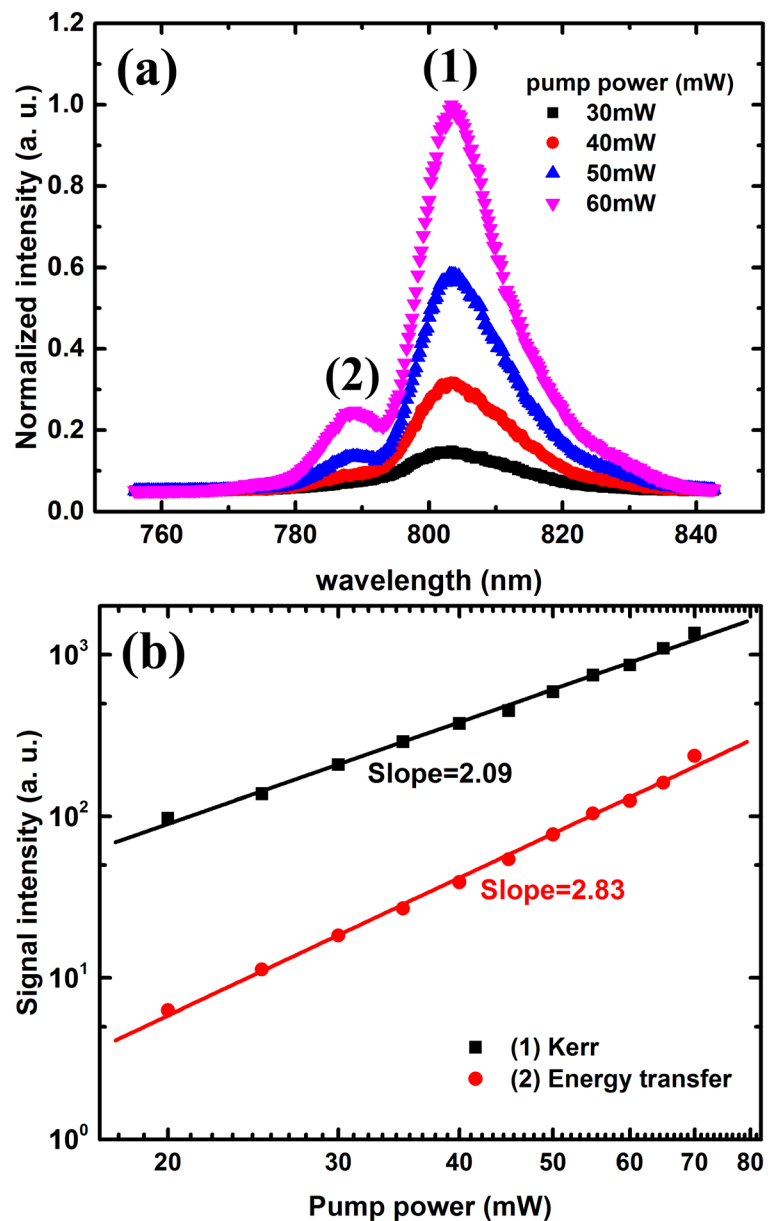 (a)
(1)
(2)
pump power (mW)
30mW
40mW
50mW
60mW
Normalized intensity (a. u.)
1.2
1.0
0.8
0.6
0.4
0.2
0.0
760 780 800 820 840
wavelength (nm)
(b)
Signal intensity (a. u.)
10³
10²
10¹
10⁰
Slope=2.09
Slope=2.83
(1) Kerr
(2) Energy transfer
20 30 40 50 60 70 80
Pump power (mW)